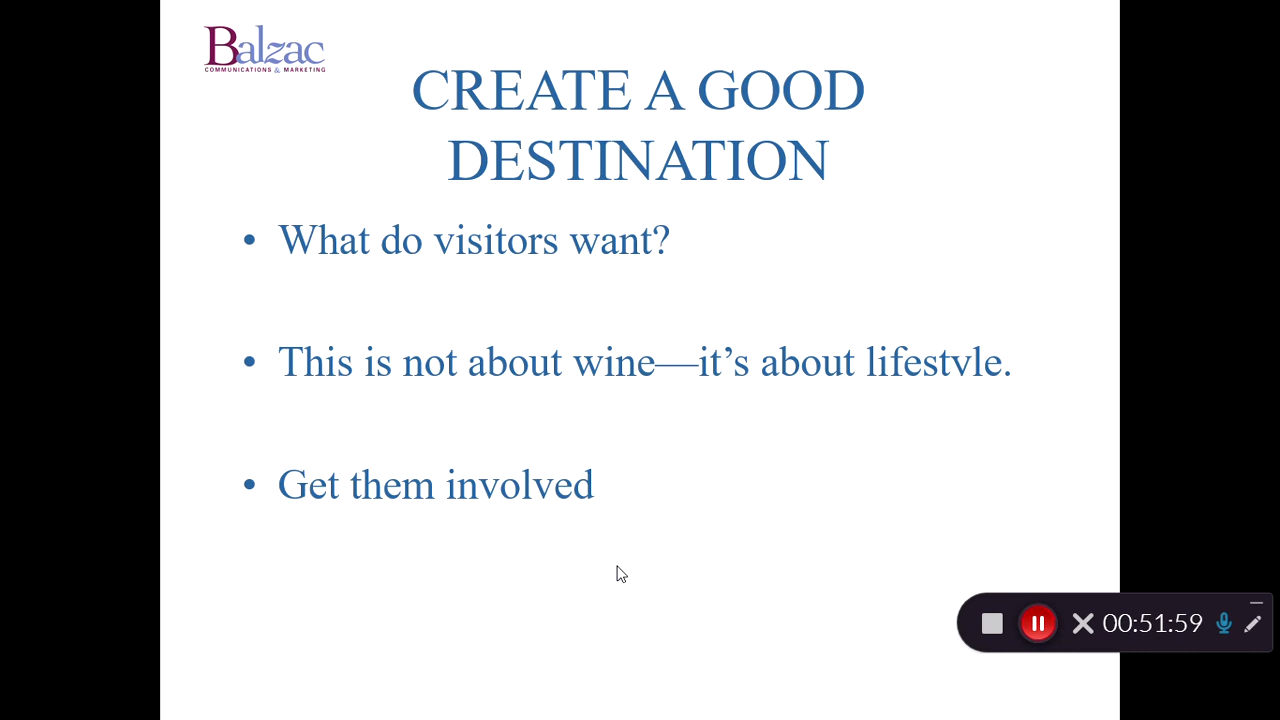 Balzac
COMMUNICATIONS & MARKETING
CREATE A GOOD
DESTINATION
• What do visitors want?
• This is not about wine—it’s about lifestvle.
• Get them involved
00:51:59